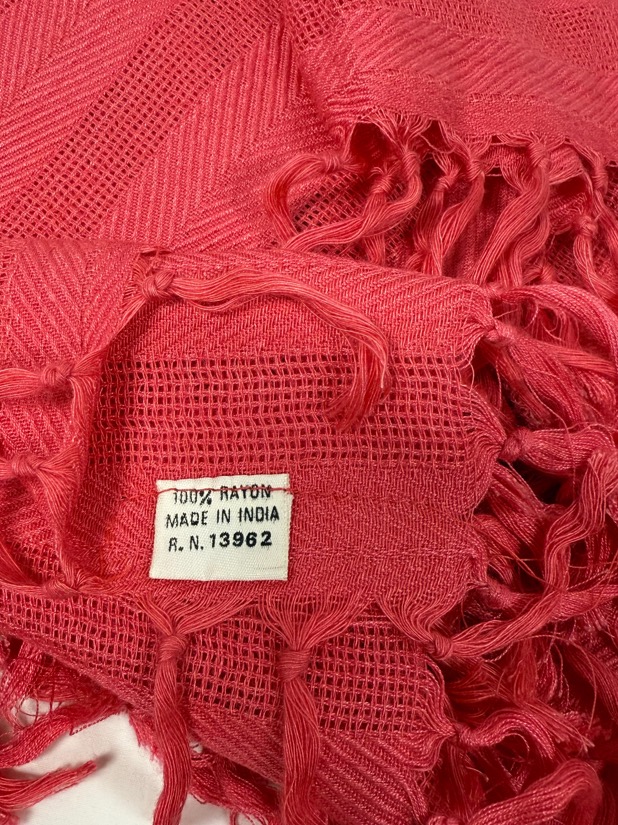 100% RAYON
MADE IN INDIA
R. N. 13962